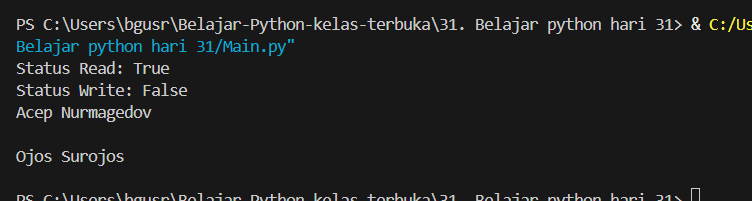 PS C:\Users\bgusr\Belajar-Python-kelas-terbuka\31. Belajar python hari 31> & C:/Us
Belajar python hari 31/Main.py"
Status Read: True
Status Write: False
Acep Nurmagedov
Ojos Surojos
PS C:\Users\bgusr\Belajar-Python-kelas-terbuka\31. Belajar python hari 31>